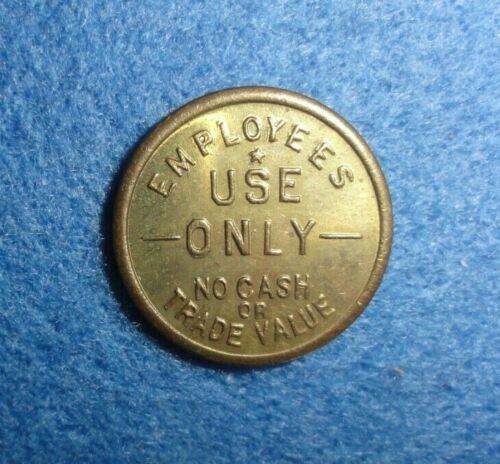 EMPLOYEES
USE
ONLY
NO CASH
OR
TRADE VALUE